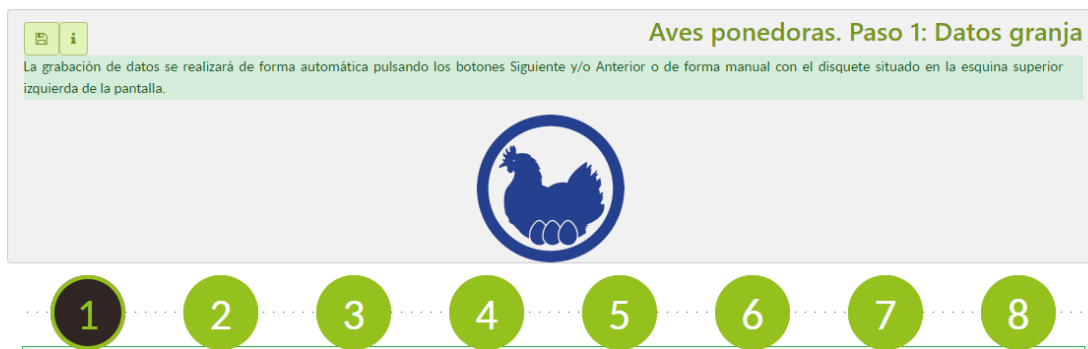 i
Aves ponedoras. Paso 1: Datos granja
La grabación de datos se realizará de forma automática pulsando los botones Siguiente y/o Anterior o de forma manual con el disquete situado en la esquina superior
izquierda de la pantalla.
1 2 3 4 5 6 7 8